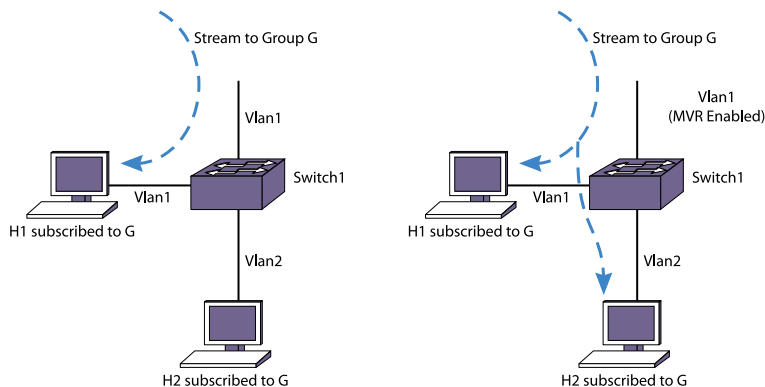 Stream to Group G
Vlan1
Switch1
Vlan1
H1 subscribed to G
Vlan2
H2 subscribed to G
Stream to Group G
Vlan1
(MVR Enabled)
Switch1
Vlan1
H1 subscribed to G
Vlan2
H2 subscribed to G